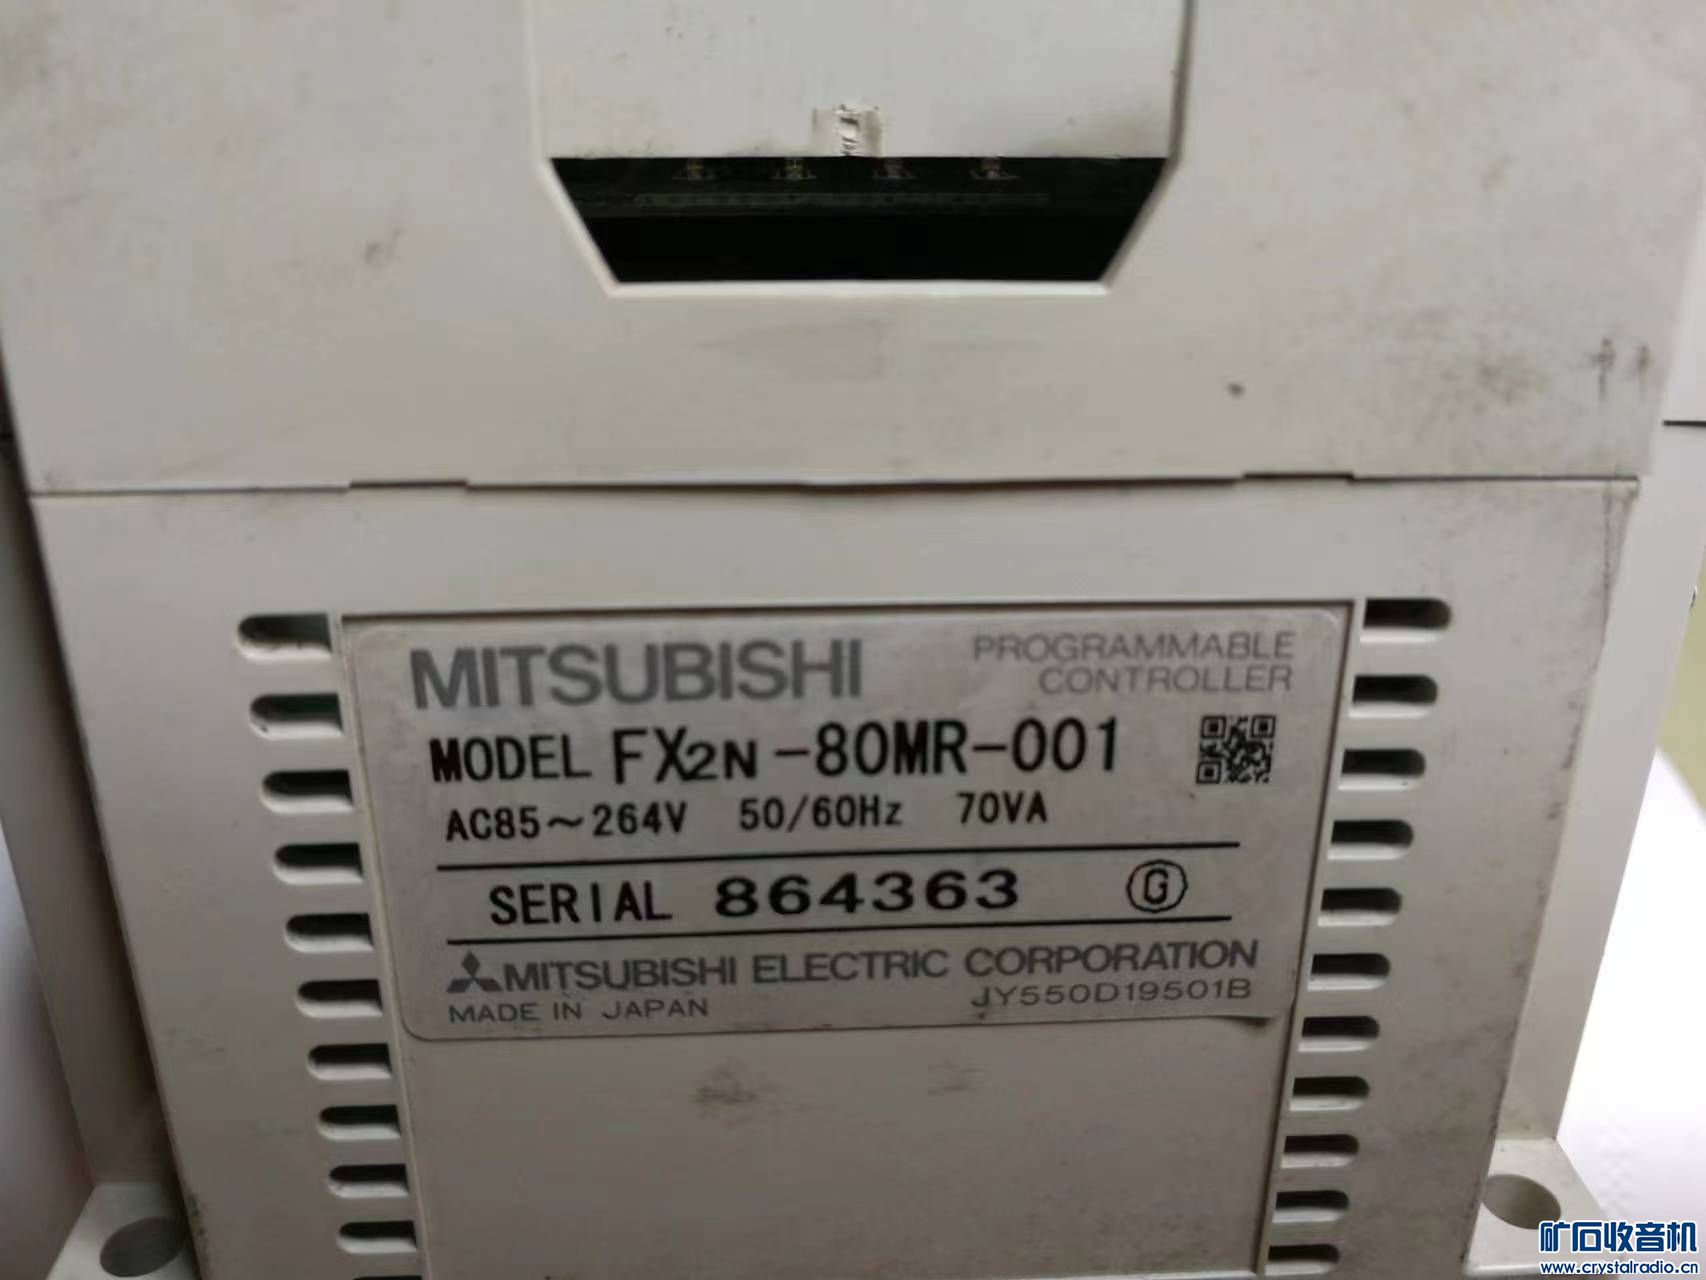 MITSUBISHI
PROGRAMMABLE
CONTROLLER
MODEL FX2N-80MR-001
AC85~264V 50/60Hz 70VA
SERIAL 864363 G
MITSUBISHI ELECTRIC CORPORATION
MADE IN JAPAN JY550D19501B
矿石收音机
www.crystalradio.cn